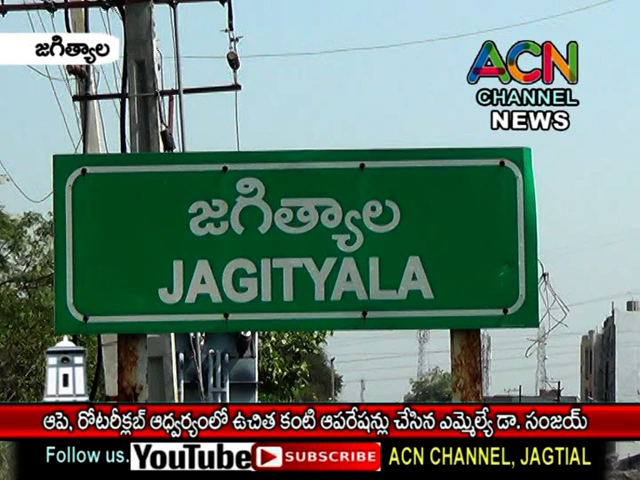 జగిత్యాల
ACN
CHANNEL
NEWS
జగిత్యాల
JAGITYALA
ఆపె, రోటరీక్లబ్ ఆధ్వర్యంలో ఉచిత కంటి ఆపరేషన్లు చేసిన ఎమ్మెల్యే డా. సంజయ్
Follow us. YouTube SUBSCRIBE ACN CHANNEL, JAGTIAL